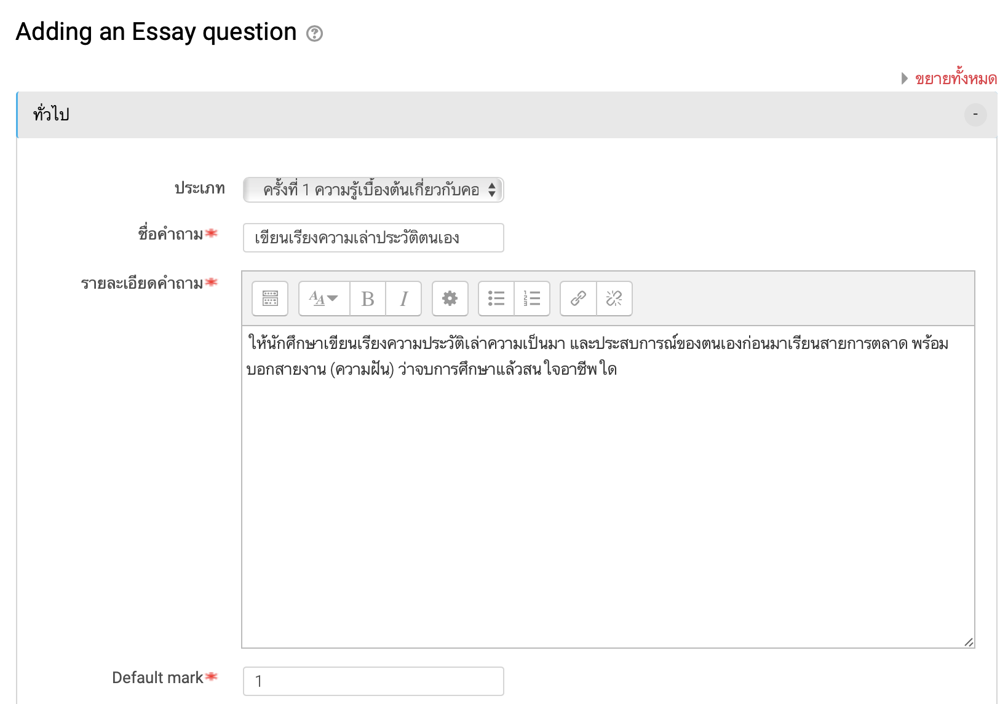 Adding an Essay question
ขยายทั้งหมด
ทั่วไป
-
ประเภท
ครั้งที่ 1 ความรู้เบื้องต้นเกี่ยวกับคอ
ชื่อคำถาม
เขียนเรียงความเล่าประวัติตนเอง
รายละเอียดคำถาม
B I
ให้นักศึกษาเขียนเรียงความประวัติเล่าความเป็นมา และประสบการณ์ของตนเองก่อนมาเรียนสายการตลาด พร้อม
บอกสายงาน (ความฝัน) ว่าจบการศึกษาแล้วสนใจอาชีพใด
Default mark
1